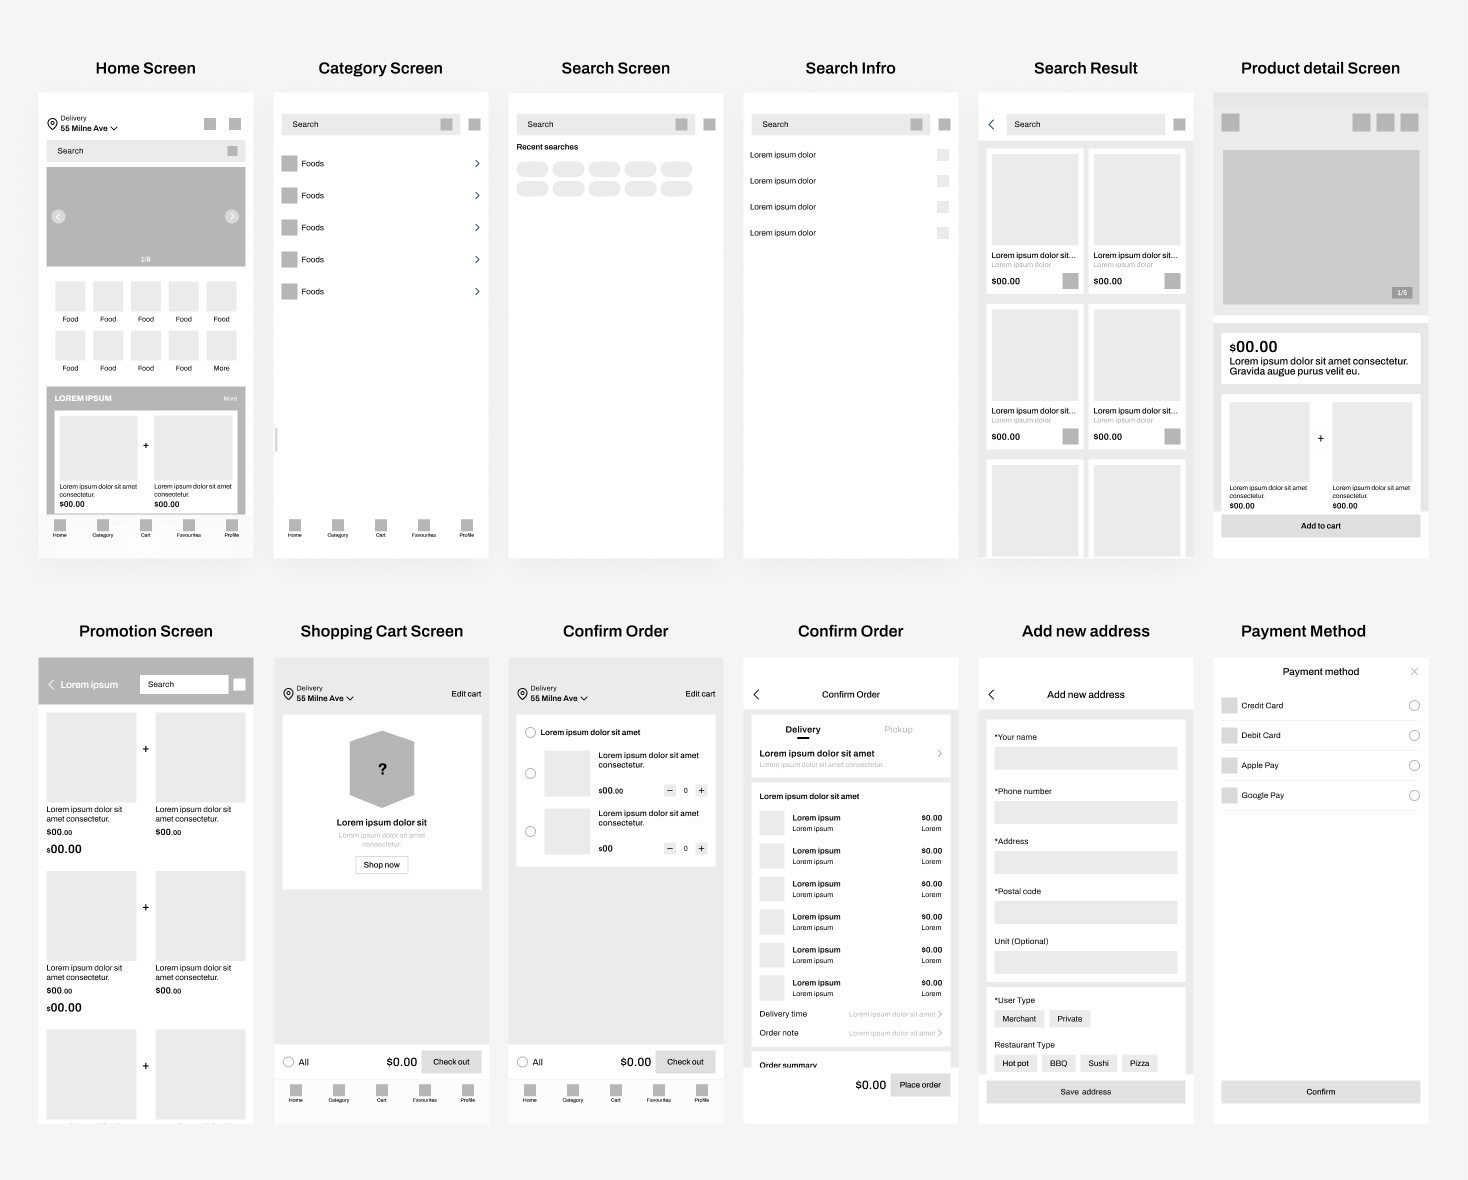 Home Screen
Delivery
55 Milne Ave
Search
1/8
Food Food Food Food Food
Food Food Food Food More
LOREM IPSUM More
+
Lorem ipsum dolor sit amet Lorem ipsum dolor sit amet
consectetur. consectetur.
$00.00 $00.00
Home Category Cart Favourites Profile
Category Screen
Search
Foods
Foods
Foods
Foods
Foods
Home Category Cart Favourites Profile
Search Screen
Search
Recent searches
Search Infro
Search
Lorem ipsum dolor
Lorem ipsum dolor
Lorem ipsum dolor
Lorem ipsum dolor
Search Result
Search
Lorem ipsum dolor sit... Lorem ipsum dolor sit...
Lorem ipsum dolor Lorem ipsum dolor
$00.00 $00.00
Lorem ipsum dolor sit... Lorem ipsum dolor sit...
Lorem ipsum dolor Lorem ipsum dolor
$00.00 $00.00
Product detail Screen
1/5
$00.00
Lorem ipsum dolor sit amet consectetur.
Gravida augue purus velit eu.
+
Lorem ipsum dolor sit amet Lorem ipsum dolor sit amet
consectetur. consectetur.
$00.00 $00.00
Add to cart
Promotion Screen
Lorem ipsum Search
+
Lorem ipsum dolor sit Lorem ipsum dolor sit
amet consectetur. amet consectetur.
$00.00 $00.00
$00.00
+
Lorem ipsum dolor sit Lorem ipsum dolor sit
amet consectetur. amet consectetur.
$00.00 $00.00
$00.00
+
Shopping Cart Screen
Delivery
55 Milne Ave Edit cart
?
Lorem ipsum dolor sit
Lorem ipsum dolor sit amet
consectetur.
Shop now
All $0.00 Check out
Home Category Cart Favourites Profile
Confirm Order
Delivery
55 Milne Ave Edit cart
Lorem ipsum dolor sit amet
Lorem ipsum dolor sit amet
consectetur.
$00.00 − 0 +
Lorem ipsum dolor sit amet
consectetur.
$00 − 0 +
All $0.00 Check out
Home Category Cart Favourites Profile
Confirm Order
Confirm Order
Delivery Pickup
Lorem ipsum dolor sit amet
Lorem ipsum dolor sit amet consectetur.
Lorem ipsum dolor sit amet
Lorem ipsum $0.00
Lorem ipsum Lorem
Lorem ipsum $0.00
Lorem ipsum Lorem
Lorem ipsum $0.00
Lorem ipsum Lorem
Lorem ipsum $0.00
Lorem ipsum Lorem
Lorem ipsum $0.00
Lorem ipsum Lorem
Lorem ipsum $0.00
Lorem ipsum Lorem
Delivery time Lorem ipsum dolor sit amet
Order note Lorem ipsum dolor sit amet
Order summary
$0.00 Place order
Add new address
Add new address
*Your name
*Phone number
*Address
*Postal code
Unit (Optional)
*User Type
Merchant Private
Restaurant Type
Hot pot BBQ Sushi Pizza
Save address
Payment Method
Payment method
Credit Card
Debit Card
Apple Pay
Google Pay
Confirm